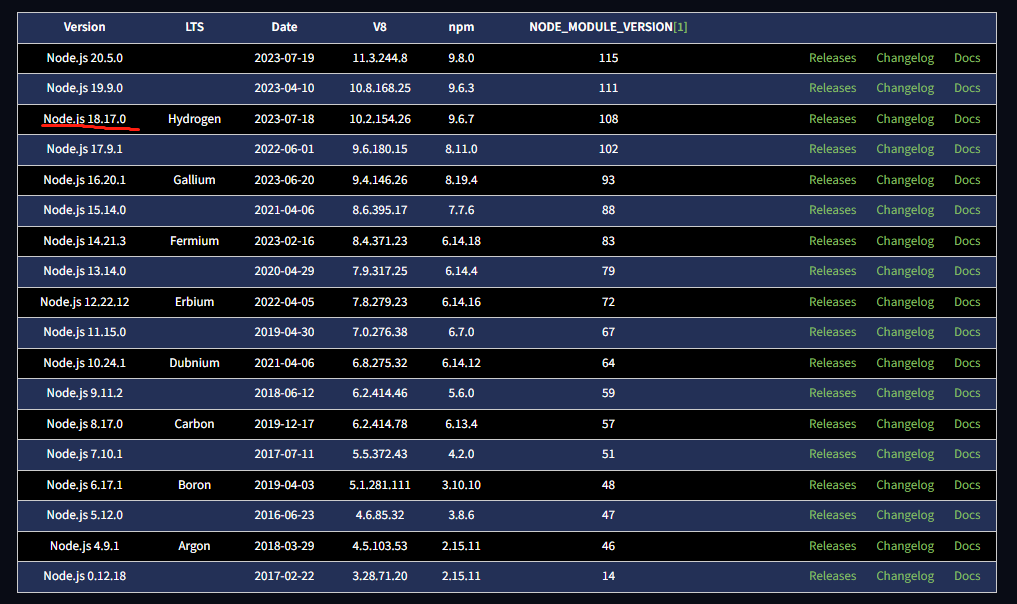 Version LTS Date V8 npm NODE_MODULE_VERSION[1]
Node.js 20.5.0 2023-07-19 11.3.244.8 9.8.0 115 Releases Changelog Docs
Node.js 19.9.0 2023-04-10 10.8.168.25 9.6.3 111 Releases Changelog Docs
Node.js 18.17.0 Hydrogen 2023-07-18 10.2.154.26 9.6.7 108 Releases Changelog Docs
Node.js 17.9.1 2022-06-01 9.6.180.15 8.11.0 102 Releases Changelog Docs
Node.js 16.20.1 Gallium 2023-06-20 9.4.146.26 8.19.4 93 Releases Changelog Docs
Node.js 15.14.0 2021-04-06 8.6.395.17 7.7.6 88 Releases Changelog Docs
Node.js 14.21.3 Fermium 2023-02-16 8.4.371.23 6.14.18 83 Releases Changelog Docs
Node.js 13.14.0 2020-04-29 7.9.317.25 6.14.4 79 Releases Changelog Docs
Node.js 12.22.12 Erbium 2022-04-05 7.8.279.23 6.14.16 72 Releases Changelog Docs
Node.js 11.15.0 2019-04-30 7.0.276.38 6.7.0 67 Releases Changelog Docs
Node.js 10.24.1 Dubnium 2021-04-06 6.8.275.32 6.14.12 64 Releases Changelog Docs
Node.js 9.11.2 2018-06-12 6.2.414.46 5.6.0 59 Releases Changelog Docs
Node.js 8.17.0 Carbon 2019-12-17 6.2.414.78 6.13.4 57 Releases Changelog Docs
Node.js 7.10.1 2017-07-11 5.5.372.43 4.2.0 51 Releases Changelog Docs
Node.js 6.17.1 Boron 2019-04-03 5.1.281.111 3.10.10 48 Releases Changelog Docs
Node.js 5.12.0 2016-06-23 4.6.85.32 3.8.6 47 Releases Changelog Docs
Node.js 4.9.1 Argon 2018-03-29 4.5.103.53 2.15.11 46 Releases Changelog Docs
Node.js 0.12.18 2017-02-22 3.28.71.20 2.15.11 14 Releases Changelog Docs